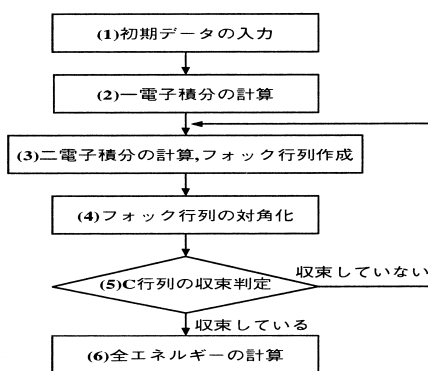 (1)初期データの入力
(2)一電子積分の計算
(3)二電子積分の計算,フォック行列作成
(4)フォック行列の対角化
(5)C行列の収束判定
収束していない
収束している
(6)全エネルギーの計算